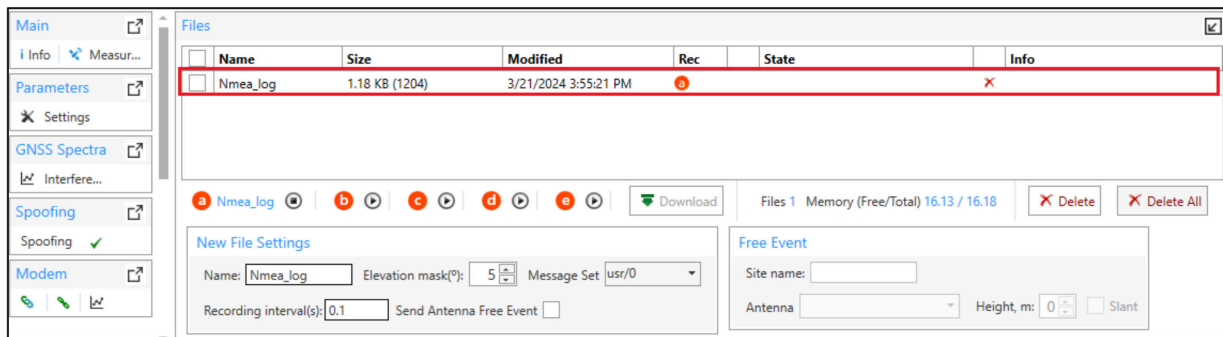 Main
i Info
Measur...
Parameters
Settings
GNSS Spectra
Interfere...
Spoofing
Spoofing
Modem
Files
Name Size Modified Rec State Info
Nmea_log 1.18 KB (1204) 3/21/2024 3:55:21 PM a
a Nmea_log b c d e Download Files 1 Memory (Free/Total) 16.13 / 16.18 Delete Delete All
New File Settings
Name: Nmea_log Elevation mask(º): 5 Message Set usr/0
Recording interval(s): 0.1 Send Antenna Free Event
Free Event
Site name:
Antenna Height, m: 0 Slant